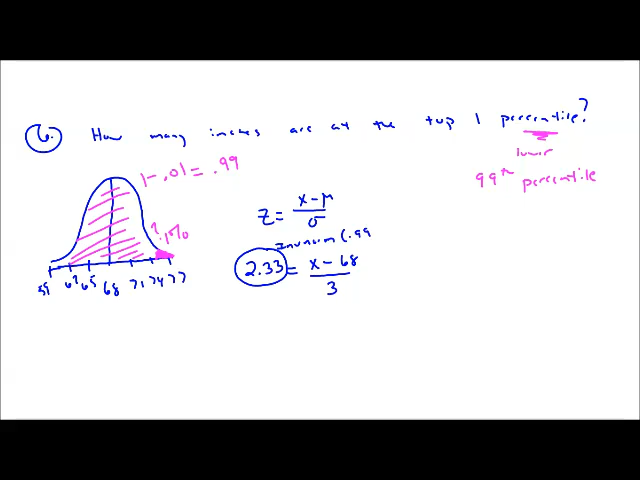 6. How many inches are at the top 1 percentile?
lower
99th percentile
1 - .01 = .99
.1%
z = x - μ / σ
invnorm (.99
2.33 = x - 68 / 3
59 62 65 68 71 74 77